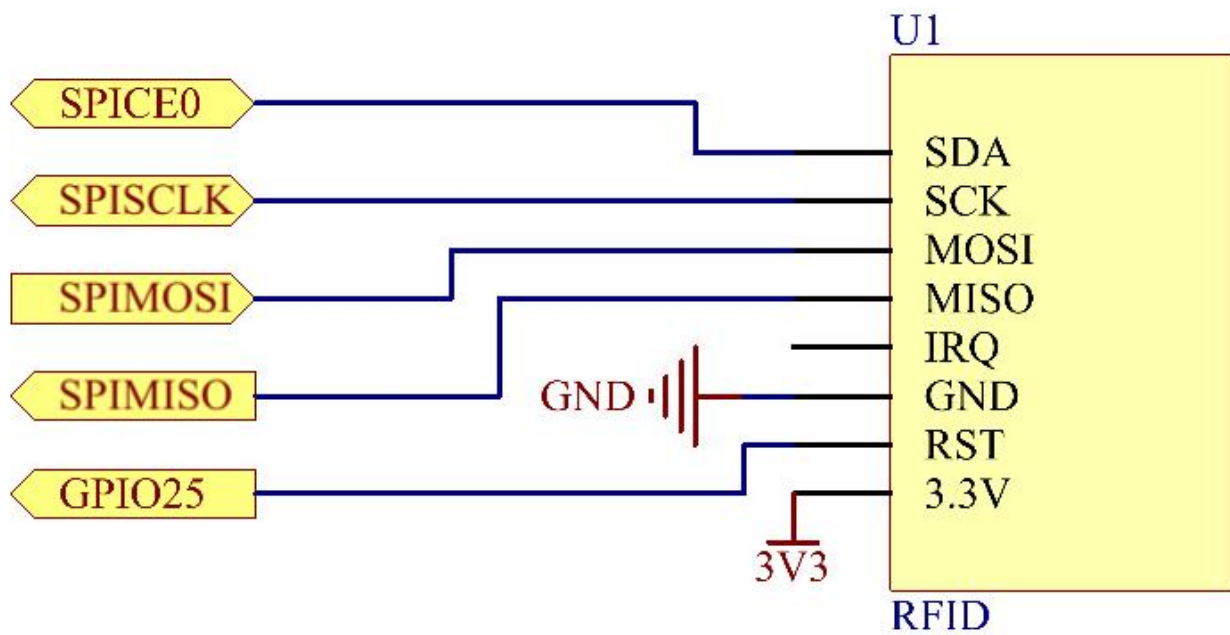 U1
SPICE0
SDA
SPISCLK
SCK
MOSI
SPIMOSI
MISO
IRQ
SPIMISO
GND
GND
RST
GPIO25
3.3V
3V3
RFID